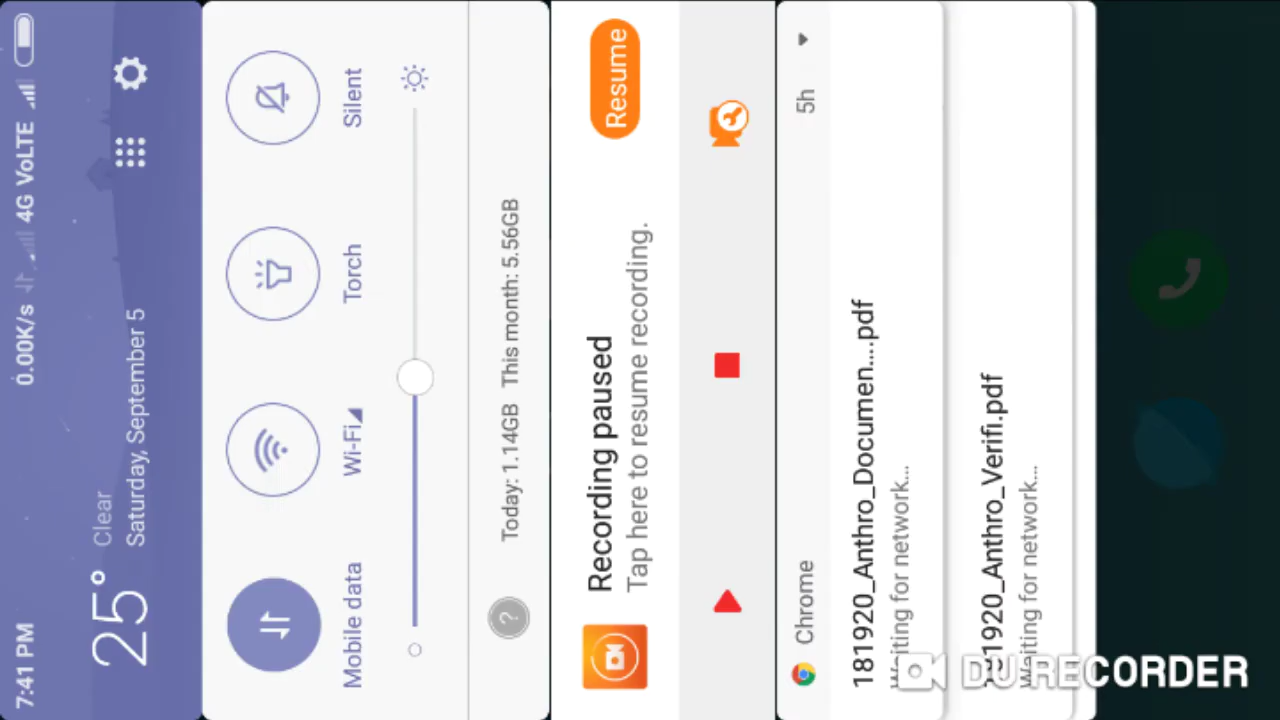 7:41 PM 0.00K/s 4G VoLTE
25° Clear
Saturday, September 5
Mobile data Wi-Fi Torch Silent
Today: 1.14GB This month: 5.56GB
?
Recording paused
Tap here to resume recording.
Resume
Chrome 5h
181920_Anthro_Documen....pdf
Waiting for network...
181920_Anthro_Verifi.pdf
Waiting for network...
DU RECORDER